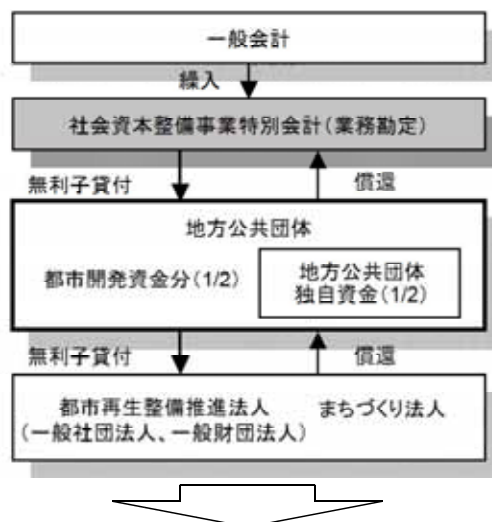 一般会計
繰入
社会資本整備事業特別会計(業務勘定)
無利子貸付
償還
地方公共団体
都市開発資金分(1/2)
地方公共団体
独自資金(1/2)
無利子貸付
償還
都市再生整備推進法人
(一般社団法人、一般財団法人)
まちづくり法人